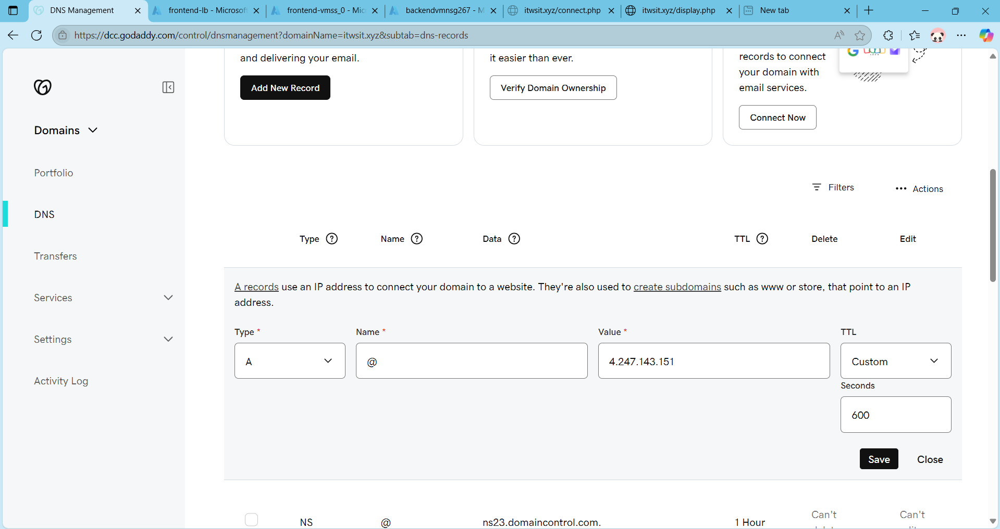 DNS Management
frontend-lb - Microsof
frontend-vmss_0 - Mic
backendvmnsg267 - M
itwsit.xyz/connect.php
itwsit.xyz/display.php
New tab
https://dcc.godaddy.com/control/dnsmanagement?domainName=itwsit.xyz&subtab=dns-records
and delivering your email.
Add New Record
it easier than ever.
Verify Domain Ownership
records to connect
your domain with
email services.
Connect Now
Domains
Portfolio
DNS
Transfers
Services
Settings
Activity Log
Filters
Actions
Type ? Name ? Data ? TTL ? Delete Edit
A records use an IP address to connect your domain to a website. They're also used to create subdomains such as www or store, that point to an IP
address.
Type * Name * Value * TTL
A @ 4.247.143.151 Custom
Seconds
600
Save Close
NS @ ns23.domaincontrol.com. 1 Hour Can't Can't